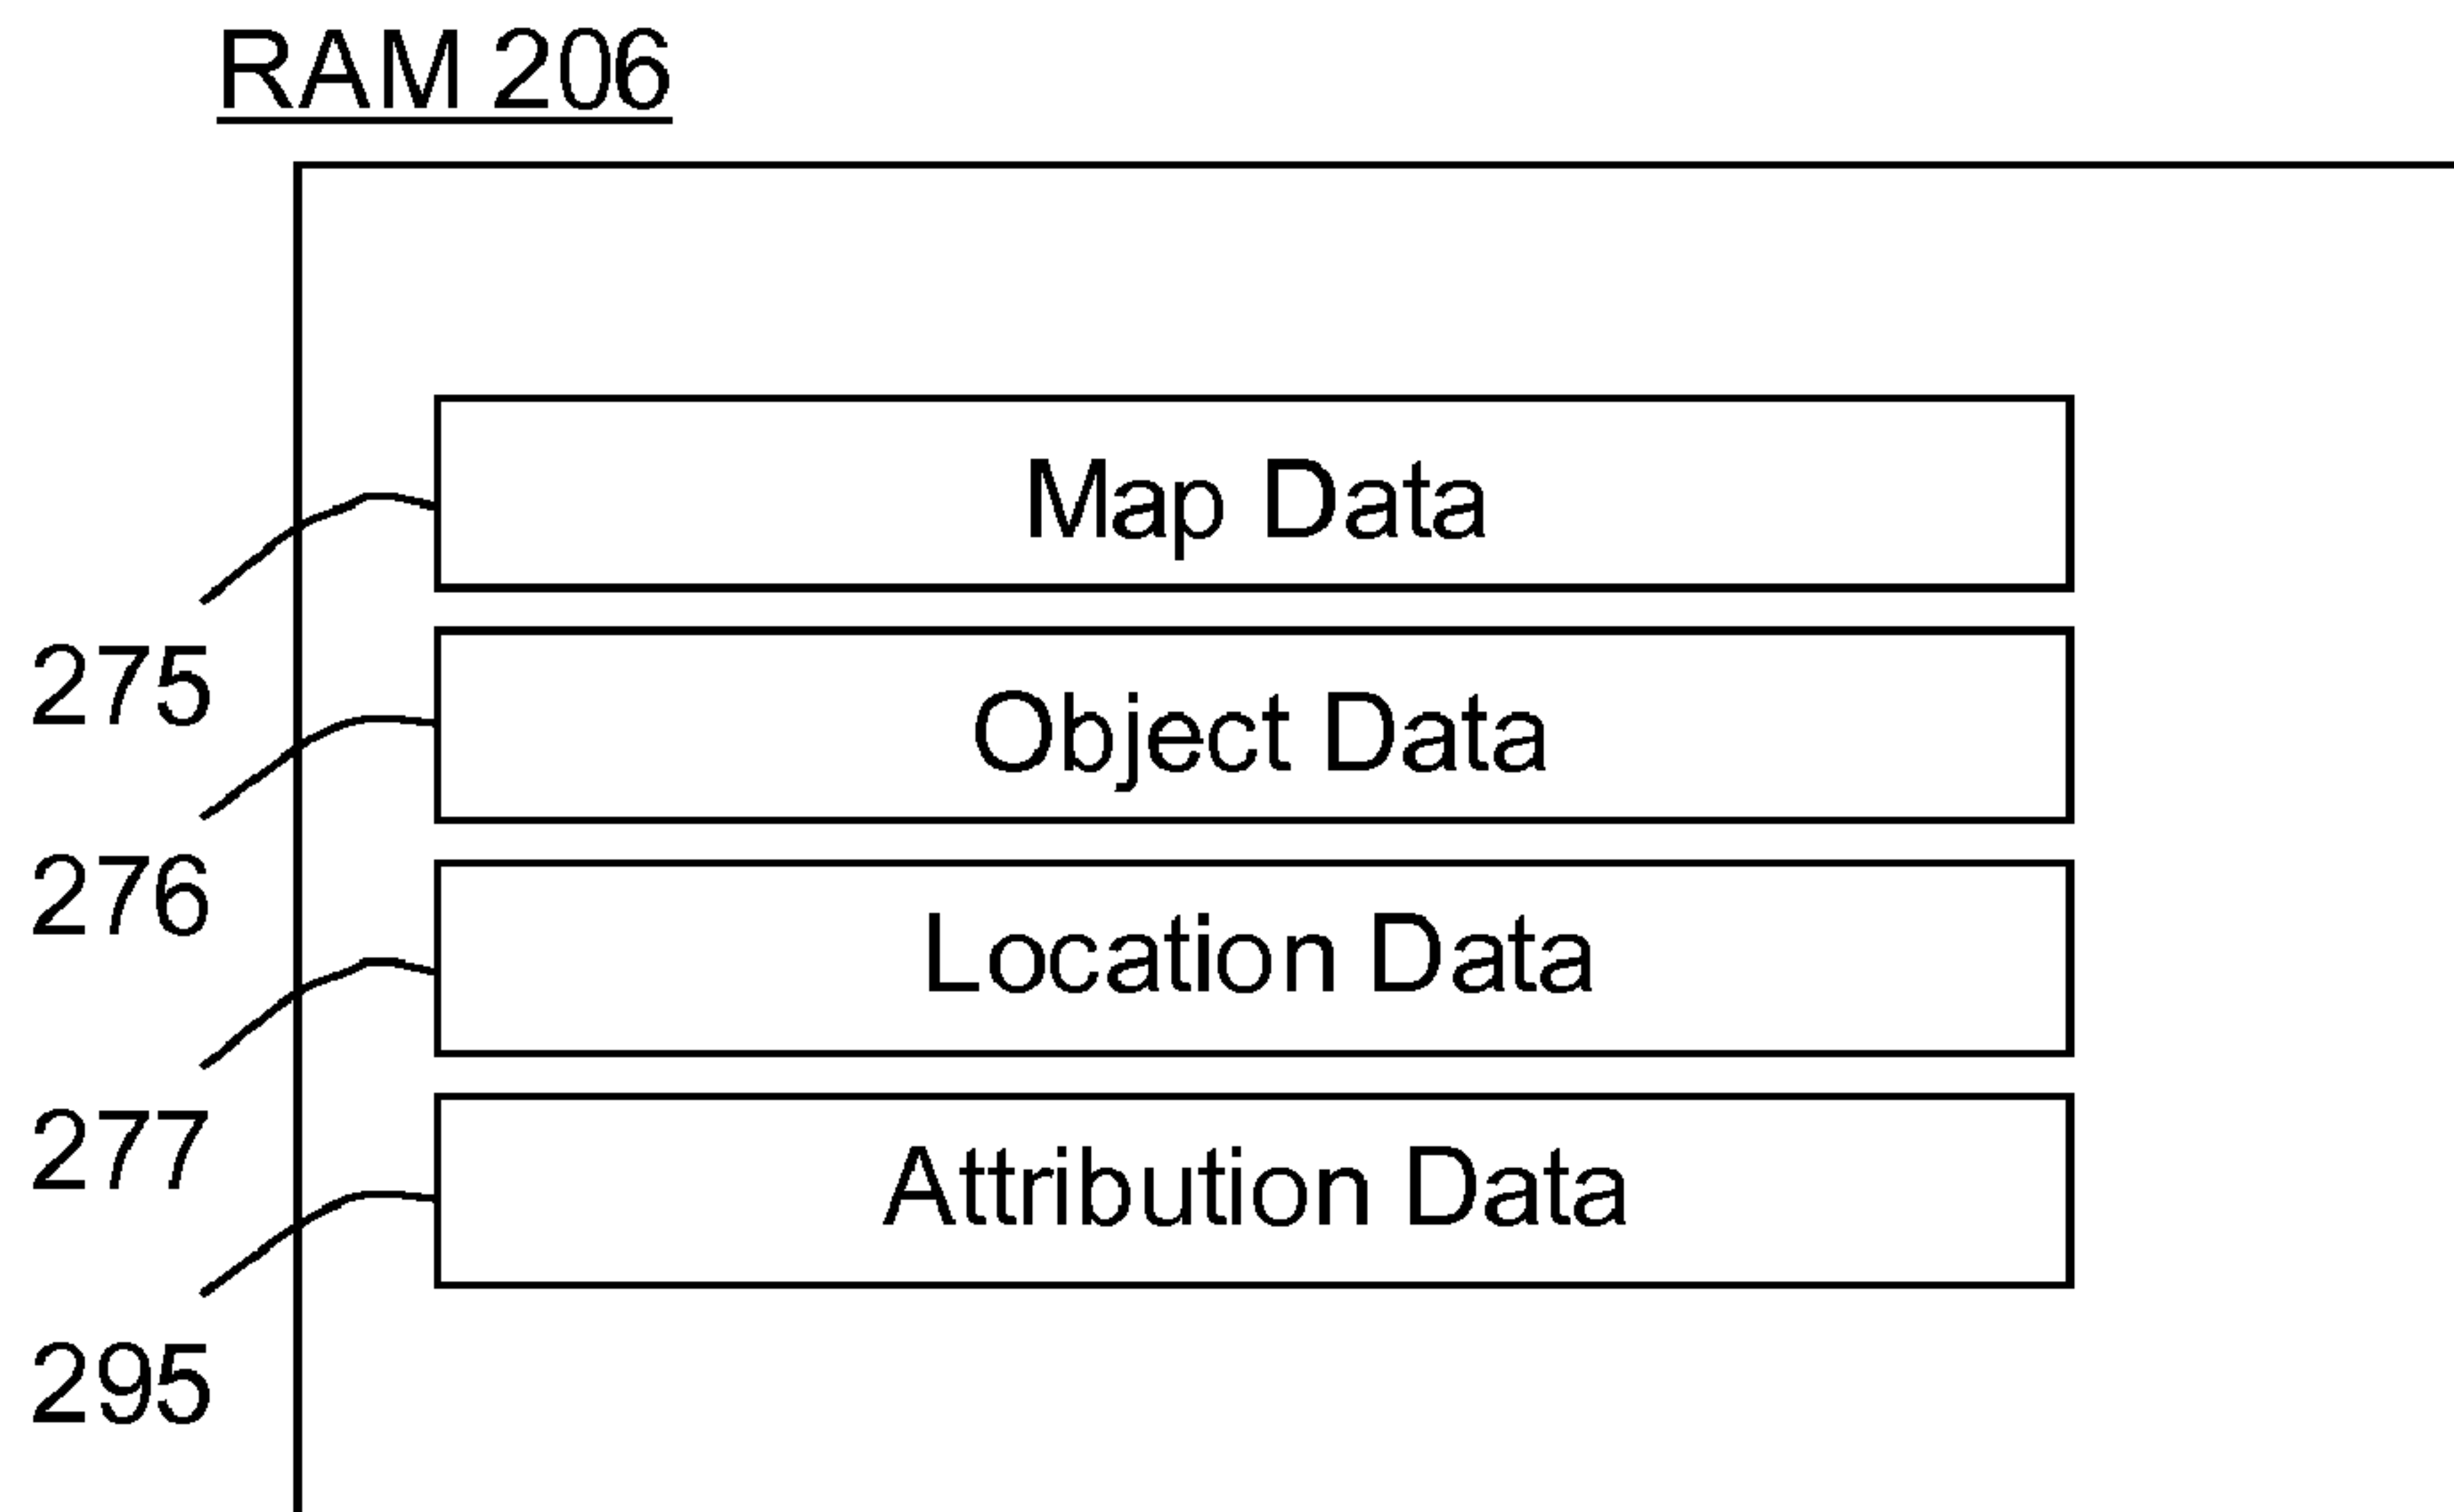 RAM 206
Map Data
275
Object Data
276
Location Data
277
Attribution Data
295